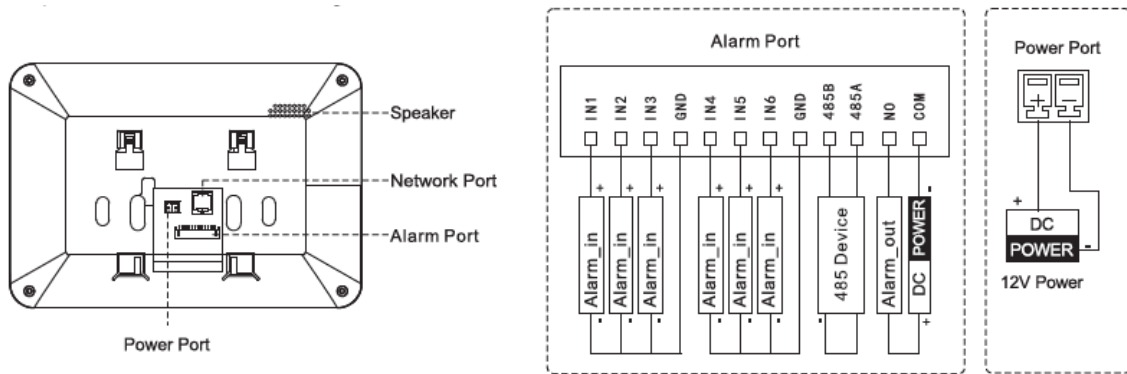 Speaker
Network Port
Alarm Port
Power Port
Alarm Port
IN1 IN2 IN3 GND IN4 IN5 IN6 GND 485B 485A NO COM
+ + + + + + -
Alarm_in Alarm_in Alarm_in Alarm_in Alarm_in Alarm_in 485 Device Alarm_out DC POWER
- - - - - - - +
Power Port
+ -
+
DC
POWER -
12V Power